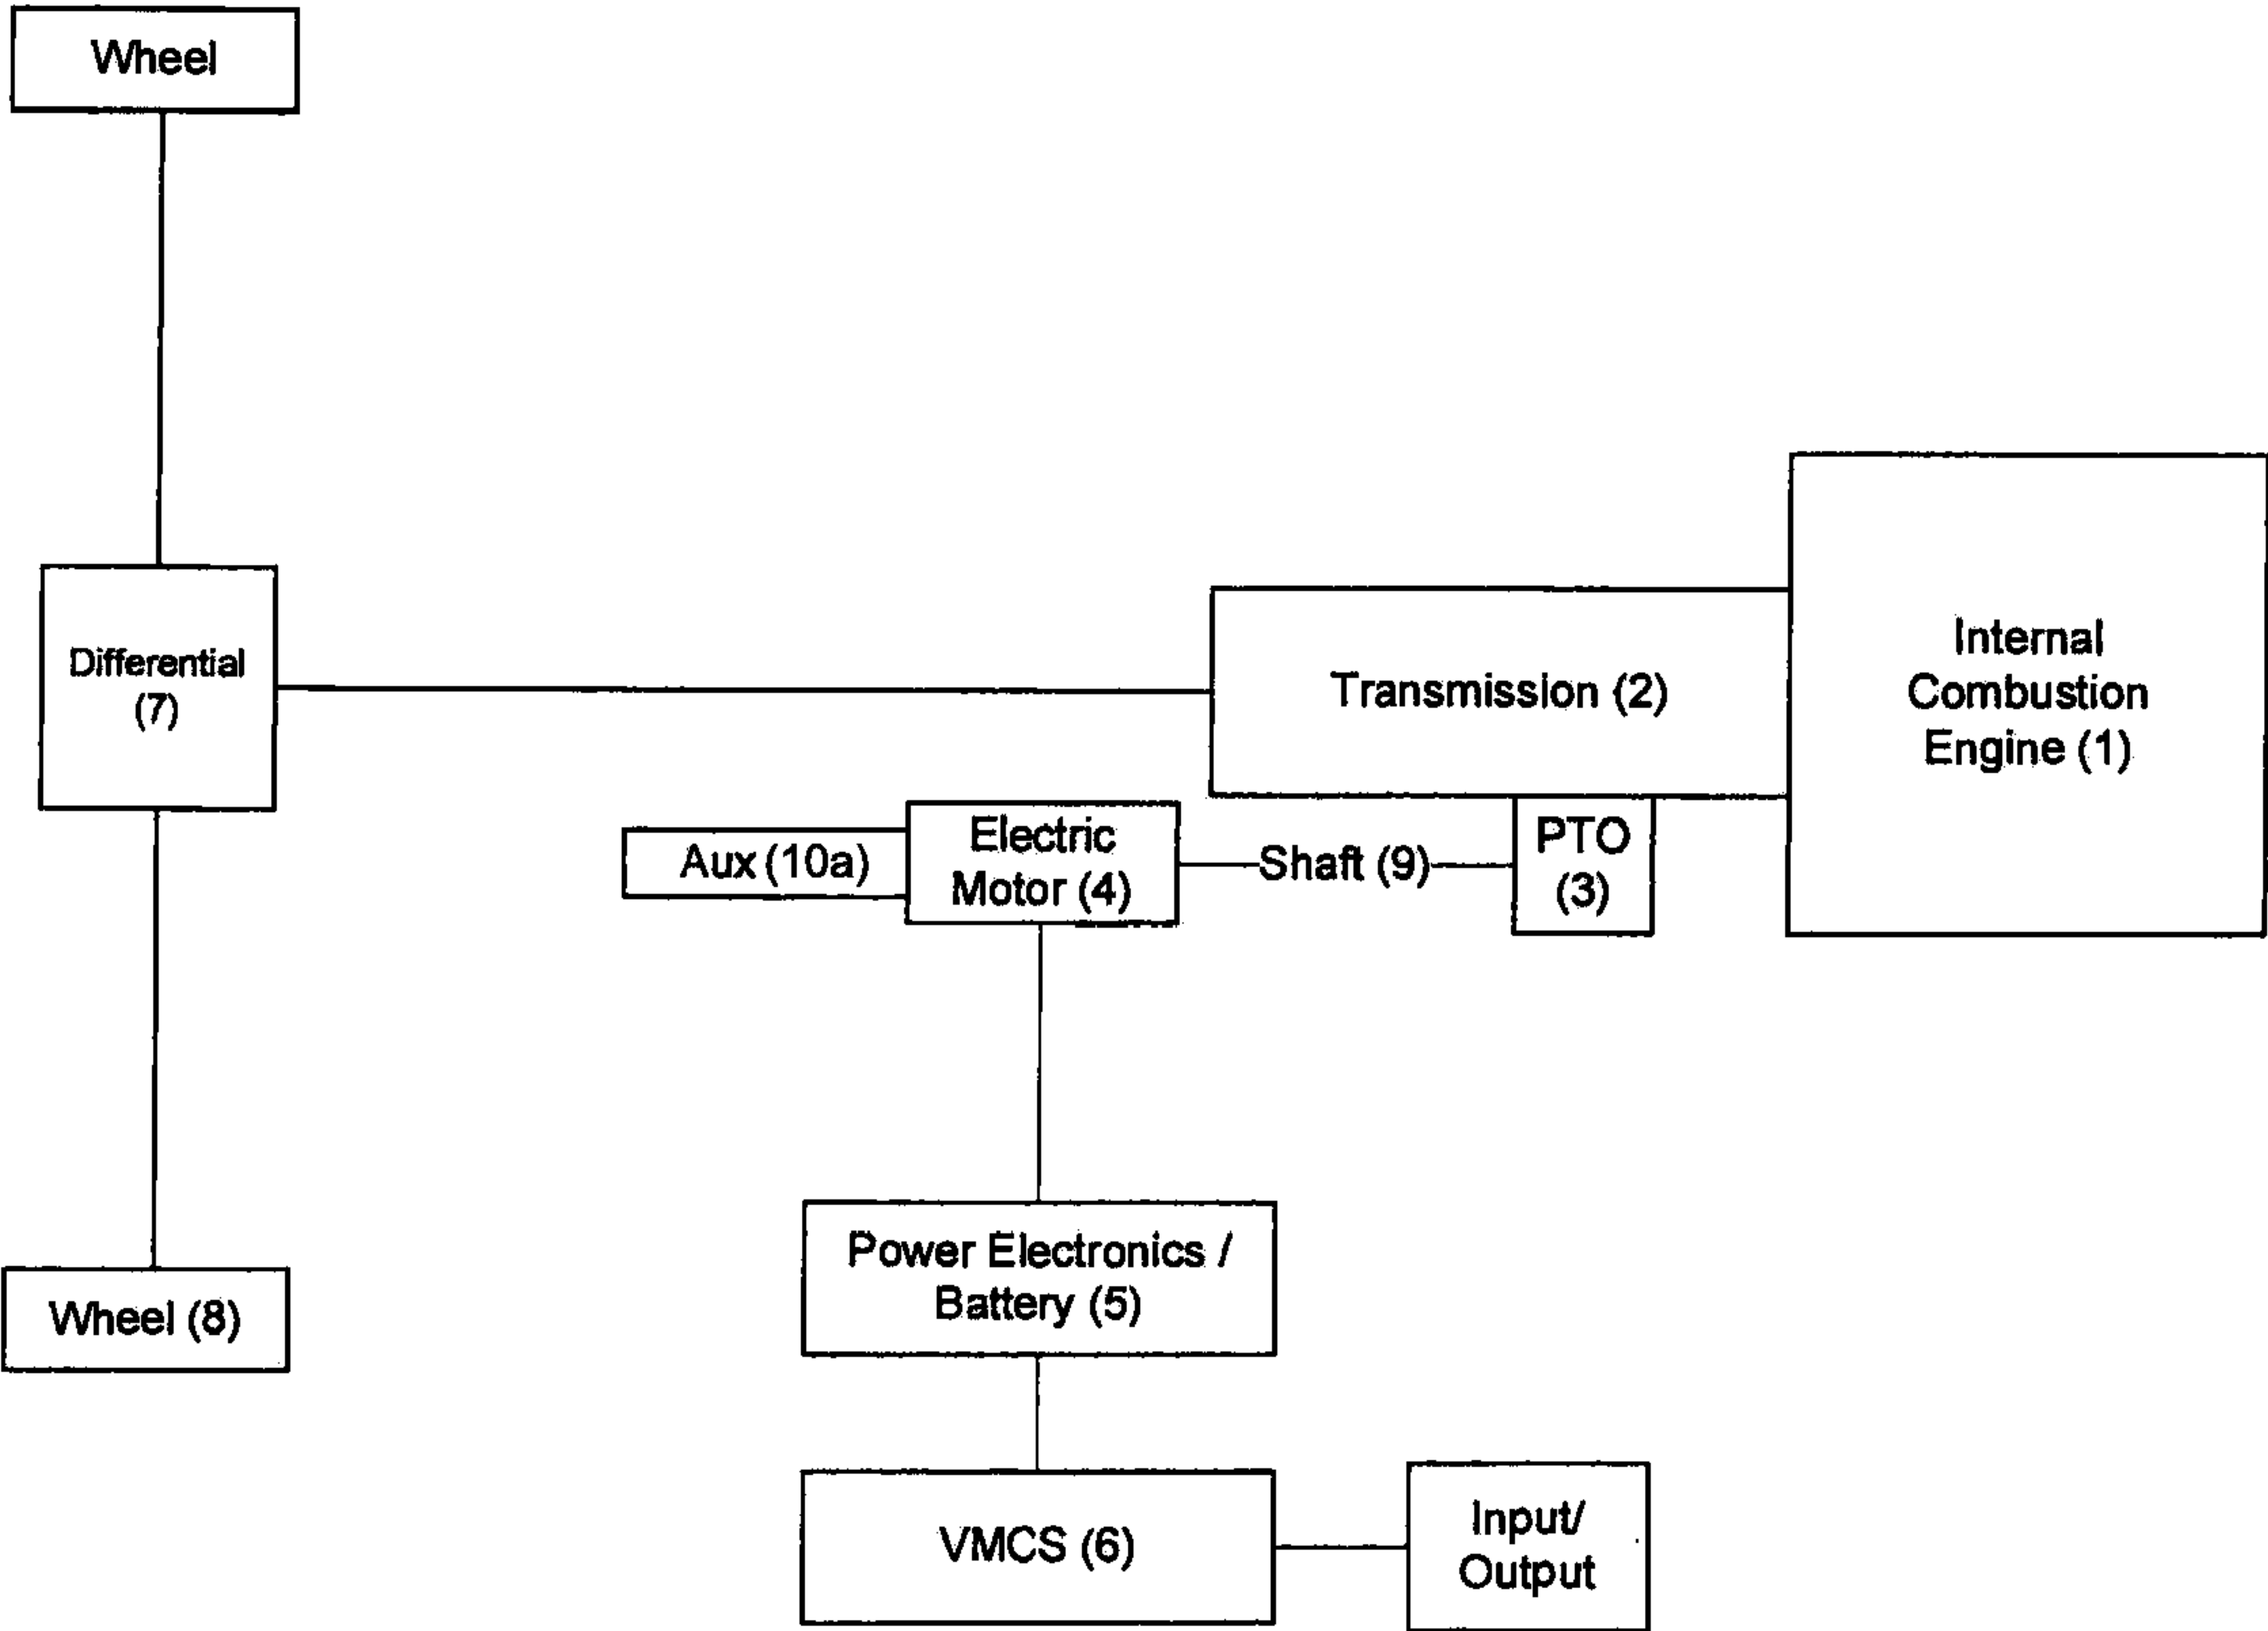 Wheel
Internal
Combustion
Engine (1)
Transmission (2)
Differential
(7)
PTO
(3)
Shaft (9)
Electric
Motor (4)
Aux (10a)
Power Electronics /
Battery (5)
Wheel (8)
VMCS (6)
Input/
Output